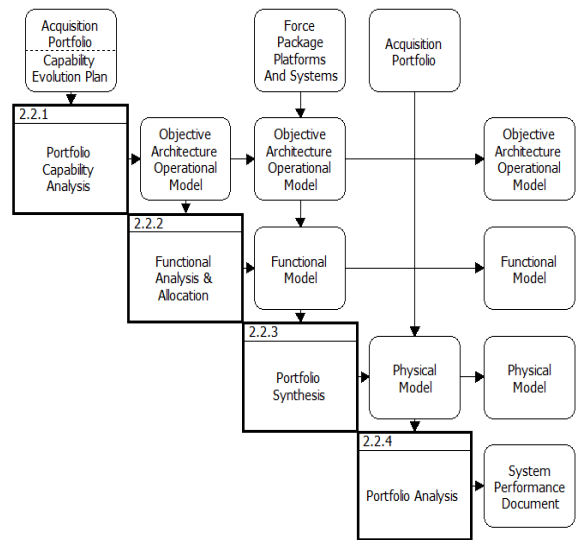 Acquisition
Portfolio
Capability
Evolution Plan
Force
Package
Platforms
And Systems
Acquisition
Portfolio
2.2.1
Portfolio
Capability
Analysis
Objective
Architecture
Operational
Model
Objective
Architecture
Operational
Model
Objective
Architecture
Operational
Model
2.2.2
Functional
Analysis &
Allocation
Functional
Model
Functional
Model
2.2.3
Portfolio
Synthesis
Physical
Model
Physical
Model
2.2.4
Portfolio Analysis
System
Performance
Document